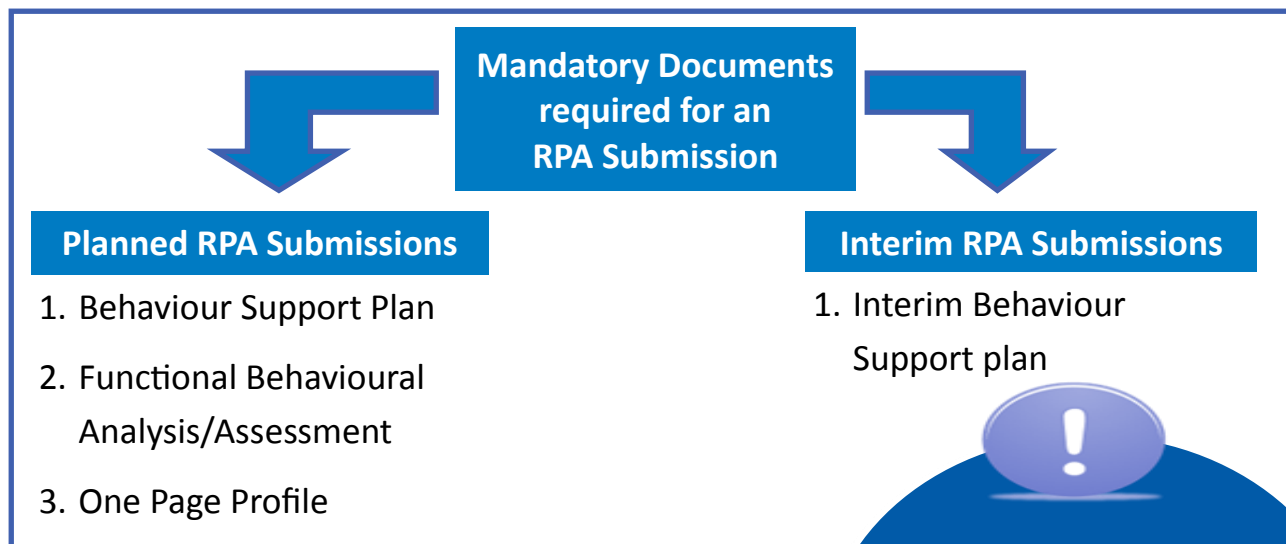 Mandatory Documents
required for an
RPA Submission
Planned RPA Submissions
1. Behaviour Support Plan
2. Functional Behavioural
Analysis/Assessment
3. One Page Profile
Interim RPA Submissions
1. Interim Behaviour
Support plan
!